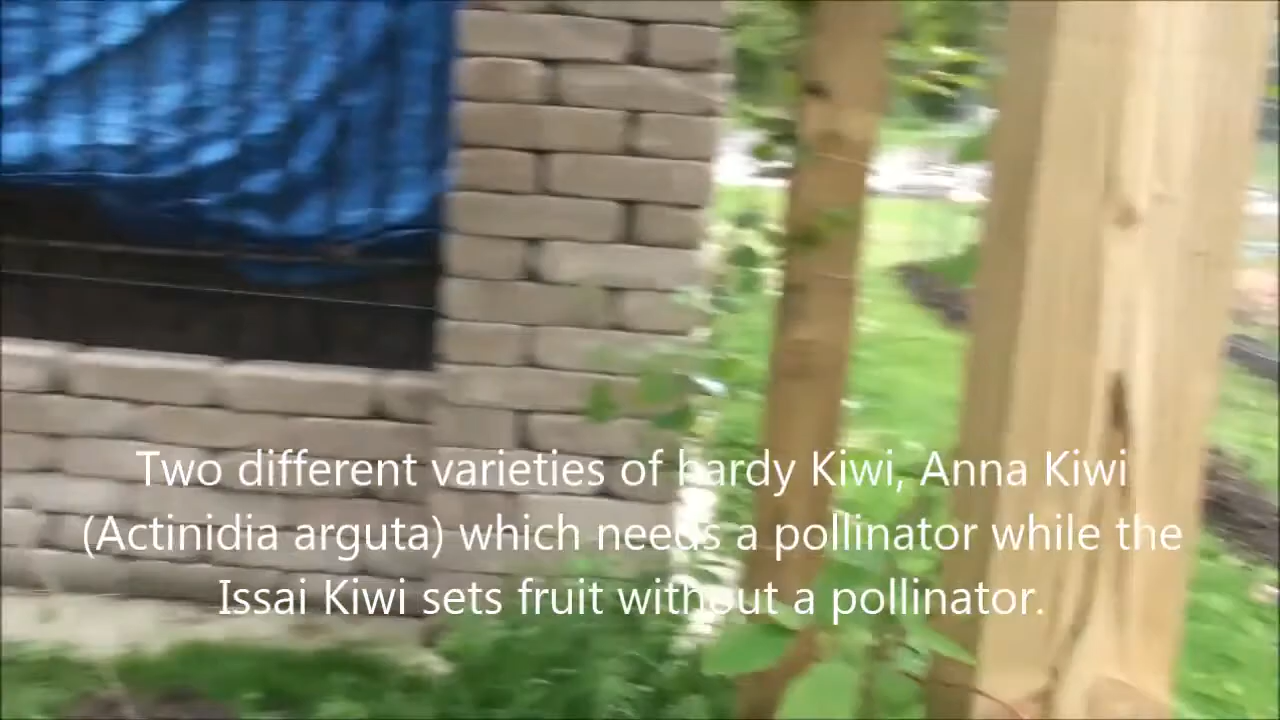 Two different varieties of hardy Kiwi, Anna Kiwi
(Actinidia arguta) which needs a pollinator while the
Issai Kiwi sets fruit without a pollinator.